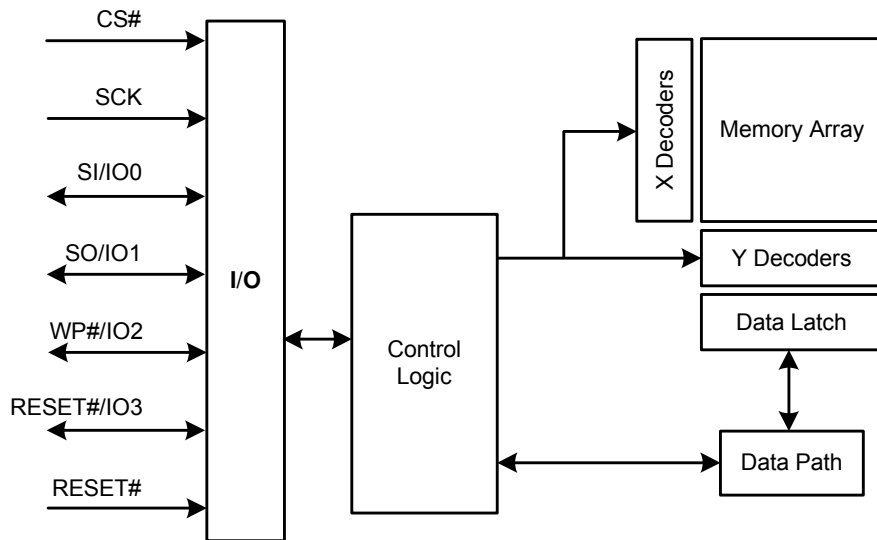 CS#
SCK
SI/IO0
SO/IO1
WP#/IO2
RESET#/IO3
RESET#
I/O
Control
Logic
X Decoders
Memory Array
Y Decoders
Data Latch
Data Path